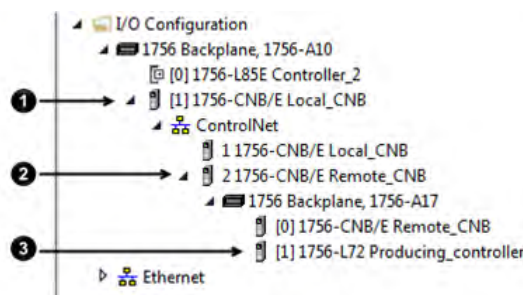 I/O Configuration
1756 Backplane, 1756-A10
[0] 1756-L85E Controller_2
1 [1] 1756-CNB/E Local_CNB
ControlNet
1 1756-CNB/E Local_CNB
2 2 1756-CNB/E Remote_CNB
1756 Backplane, 1756-A17
[0] 1756-CNB/E Remote_CNB
3 [1] 1756-L72 Producing_controller
Ethernet